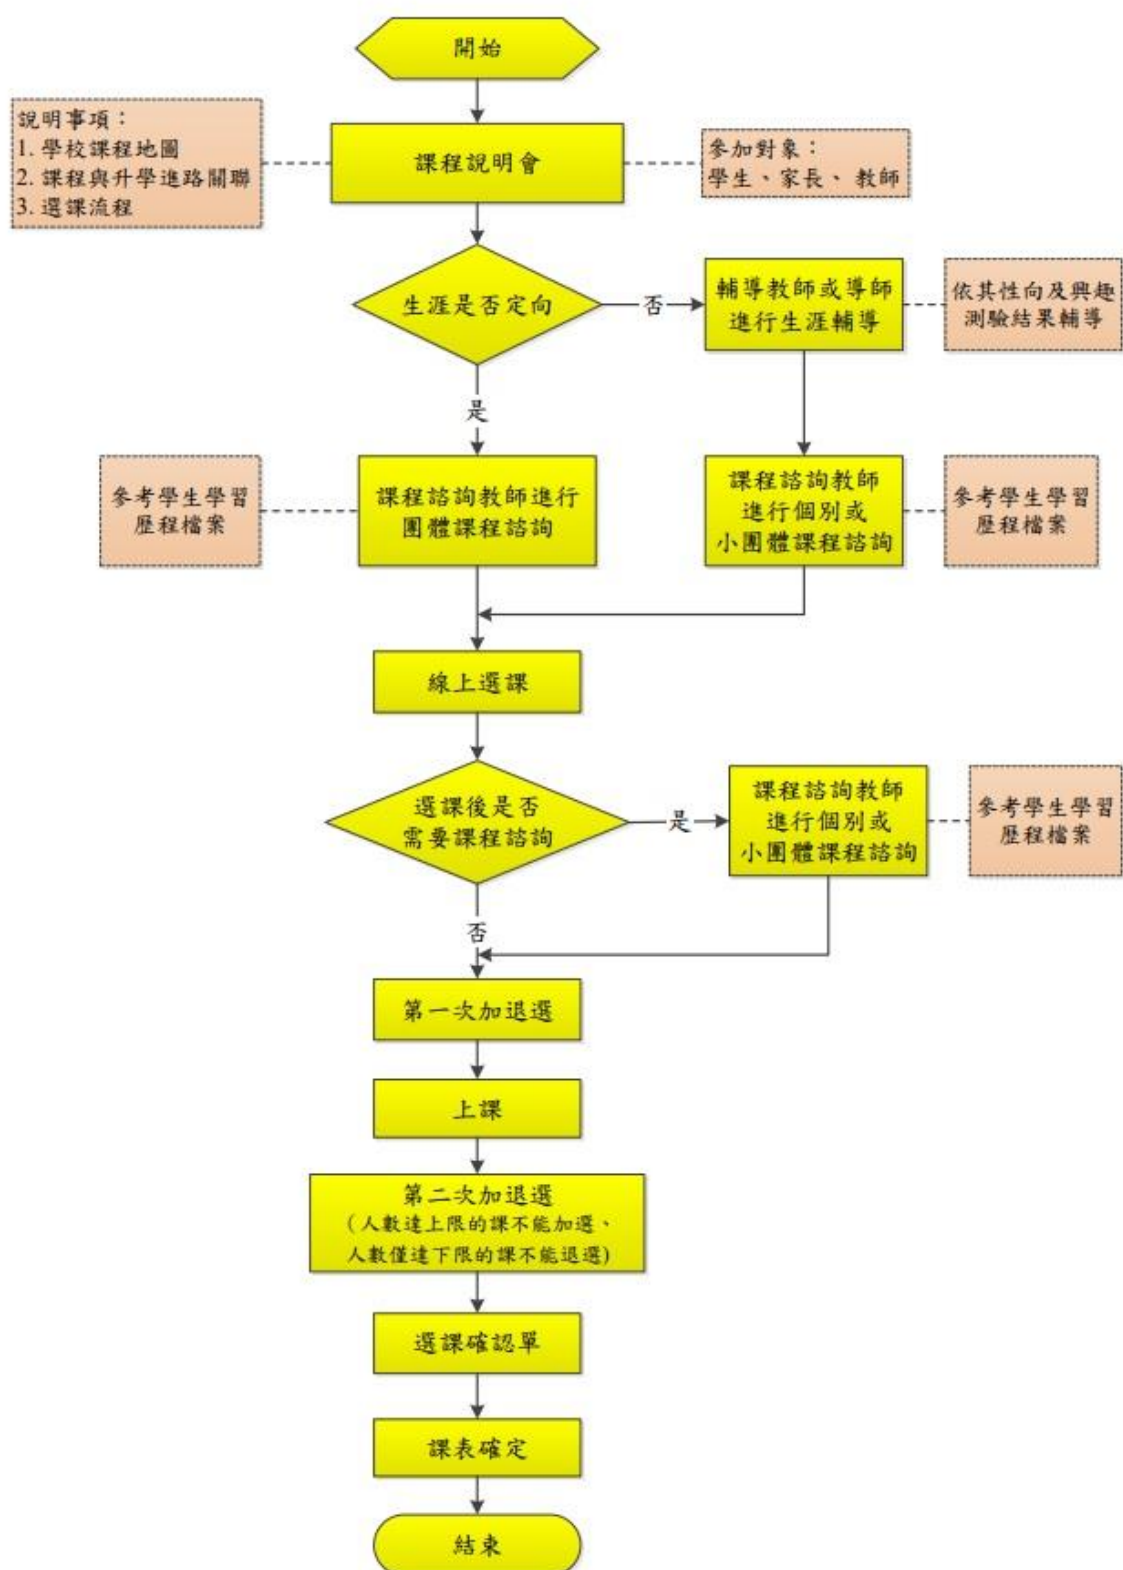 開始
說明事項：
1. 學校課程地圖
2. 課程與升學進路關聯
3. 選課流程
課程說明會
參加對象：
學生、家長、教師
生涯是否定向
否
輔導教師或導師
進行生涯輔導
依其性向及興趣
測驗結果輔導
是
參考學生學習
歷程檔案
課程諮詢教師進行
團體課程諮詢
課程諮詢教師
進行個別或
小團體課程諮詢
參考學生學習
歷程檔案
線上選課
選課後是否
需要課程諮詢
是
課程諮詢教師
進行個別或
小團體課程諮詢
參考學生學習
歷程檔案
否
第一次加退選
上課
第二次加退選
（人數達上限的課不能加選、
人數僅達下限的課不能退選)
選課確認單
課表確定
結束